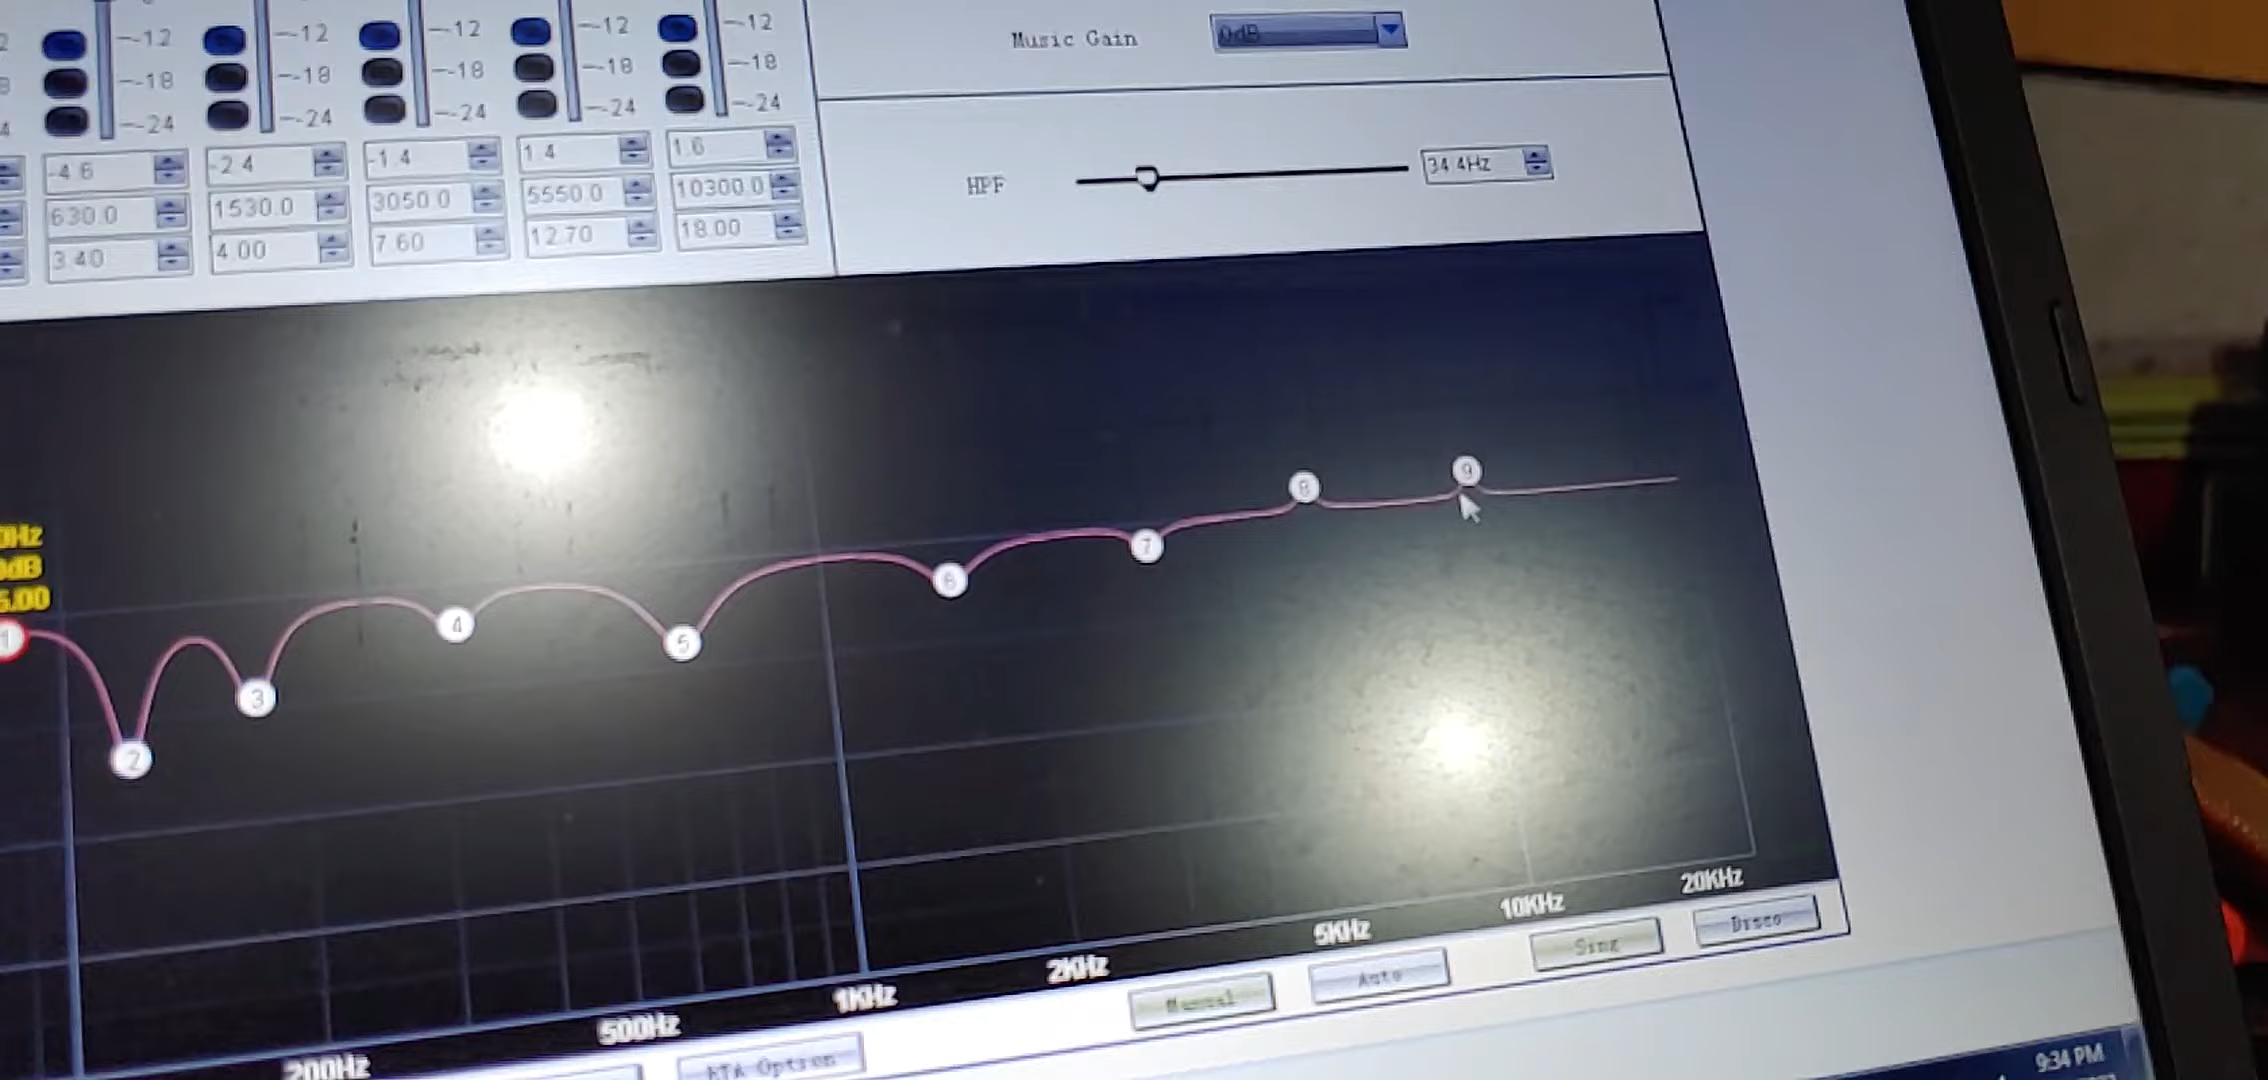 -12 -12 -12 -12 -12
-18 -18 -18 -18 -18
-24 -24 -24 -24 -24
Music Gain 0dB
-4.6 -2.4 -1.4 1.4 1.6
630.0 1530.0 3050.0 5550.0 10300.0
3.40 4.00 7.60 12.70 18.00
HPF 34.4Hz
0Hz
0dB
5.00
1 2 3 4 5 6 7 8 9
200Hz 500Hz 1KHz 2KHz 5KHz 10KHz 20KHz
RTA Option Manual Auto Sing Disco
9:34 PM